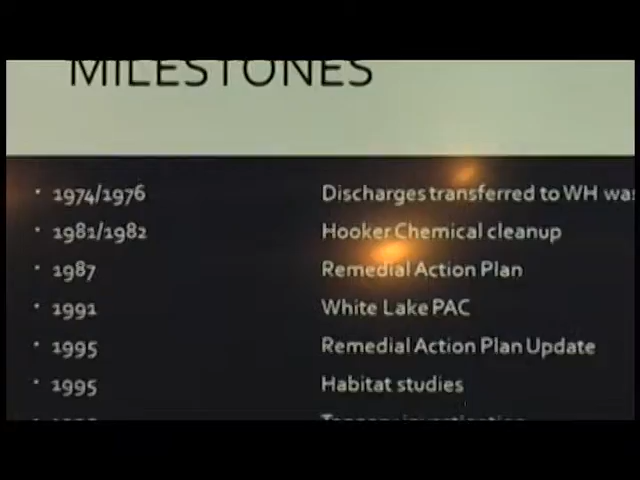 MILESTONES
• 1974/1976 Discharges transferred to WH
• 1981/1982 Hooker Chemical cleanup
• 1987 Remedial Action Plan
• 1991 White Lake PAC
• 1995 Remedial Action Plan Update
• 1995 Habitat studies